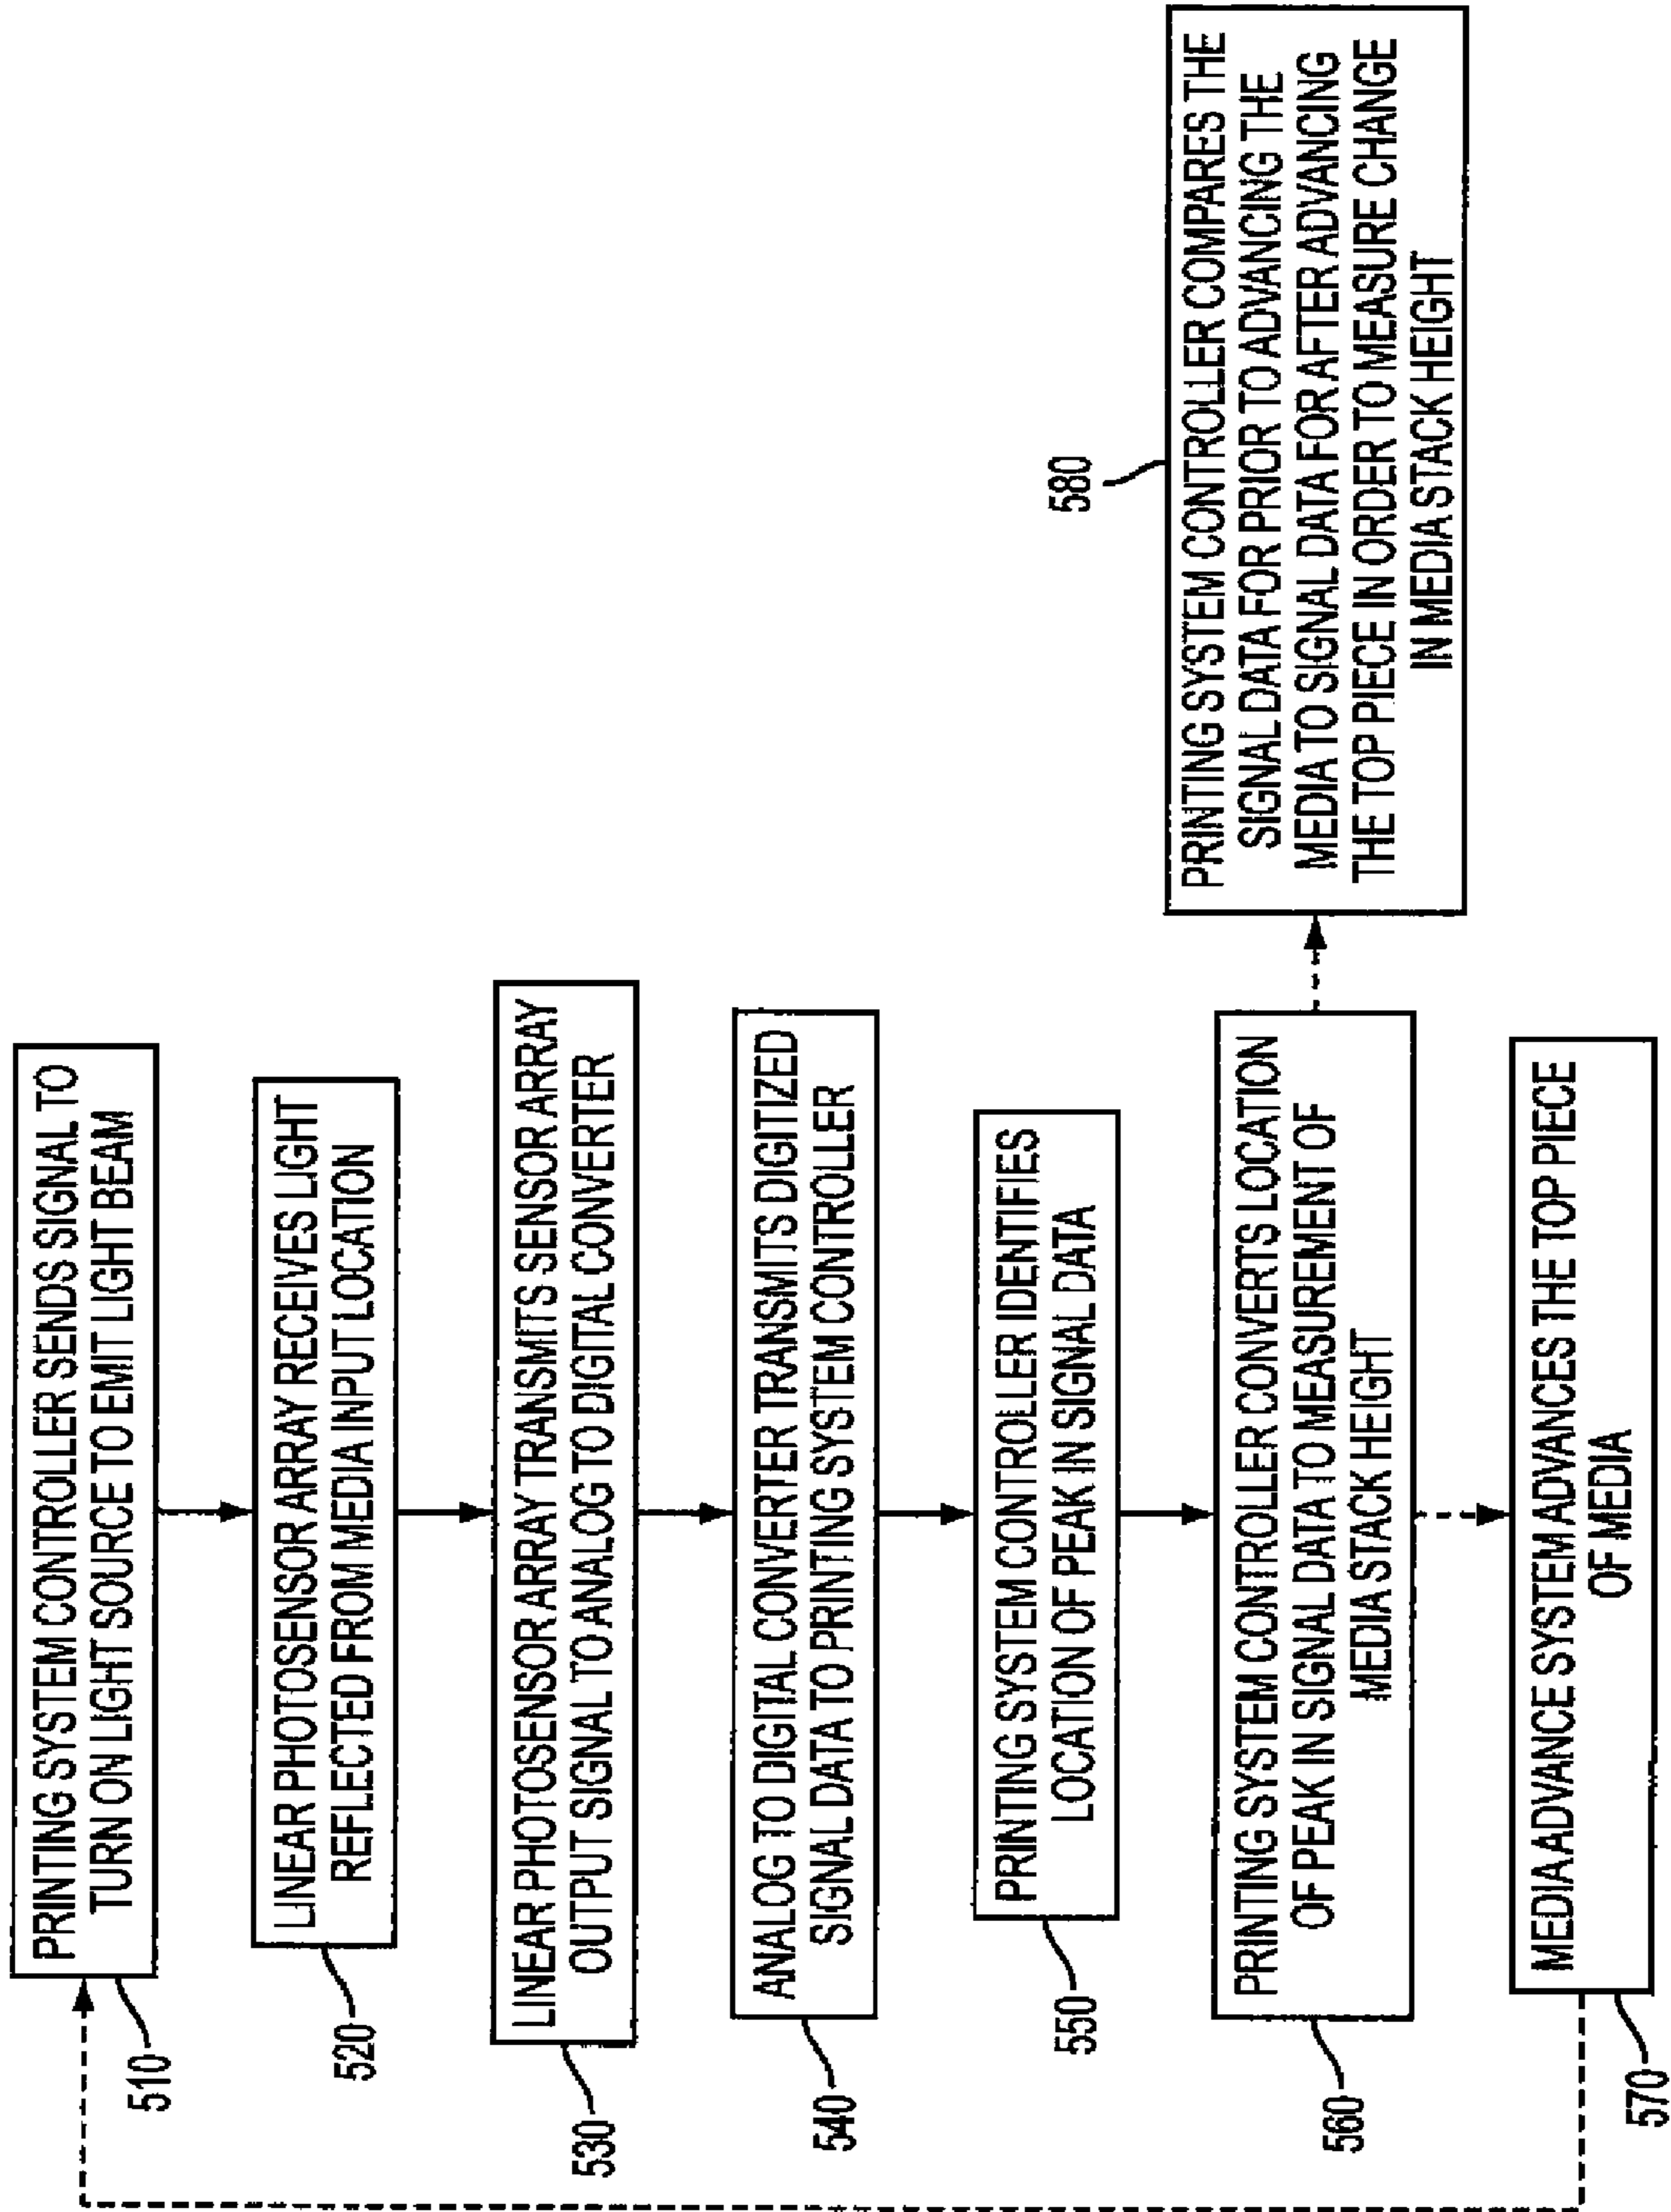 PRINTING SYSTEM CONTROLLER SENDS SIGNAL TO
TURN ON LIGHT SOURCE TO EMIT LIGHT BEAM
510
LINEAR PHOTOSENSOR ARRAY RECEIVES LIGHT
REFLECTED FROM MEDIA INPUT LOCATION
520
LINEAR PHOTOSENSOR ARRAY TRANSMITS SENSOR ARRAY
OUTPUT SIGNAL TO ANALOG TO DIGITAL CONVERTER
530
ANALOG TO DIGITAL CONVERTER TRANSMITS DIGITIZED
SIGNAL DATA TO PRINTING SYSTEM CONTROLLER
540
PRINTING SYSTEM CONTROLLER IDENTIFIES
LOCATION OF PEAK IN SIGNAL DATA
550
PRINTING SYSTEM CONTROLLER CONVERTS LOCATION
OF PEAK IN SIGNAL DATA TO MEASUREMENT OF
MEDIA STACK HEIGHT
560
MEDIA ADVANCE SYSTEM ADVANCES THE TOP PIECE
OF MEDIA
570
580
PRINTING SYSTEM CONTROLLER COMPARES THE
SIGNAL DATA FOR PRIOR TO ADVANCING THE
MEDIA TO SIGNAL DATA FOR AFTER ADVANCING
THE TOP PIECE IN ORDER TO MEASURE CHANGE
IN MEDIA STACK HEIGHT